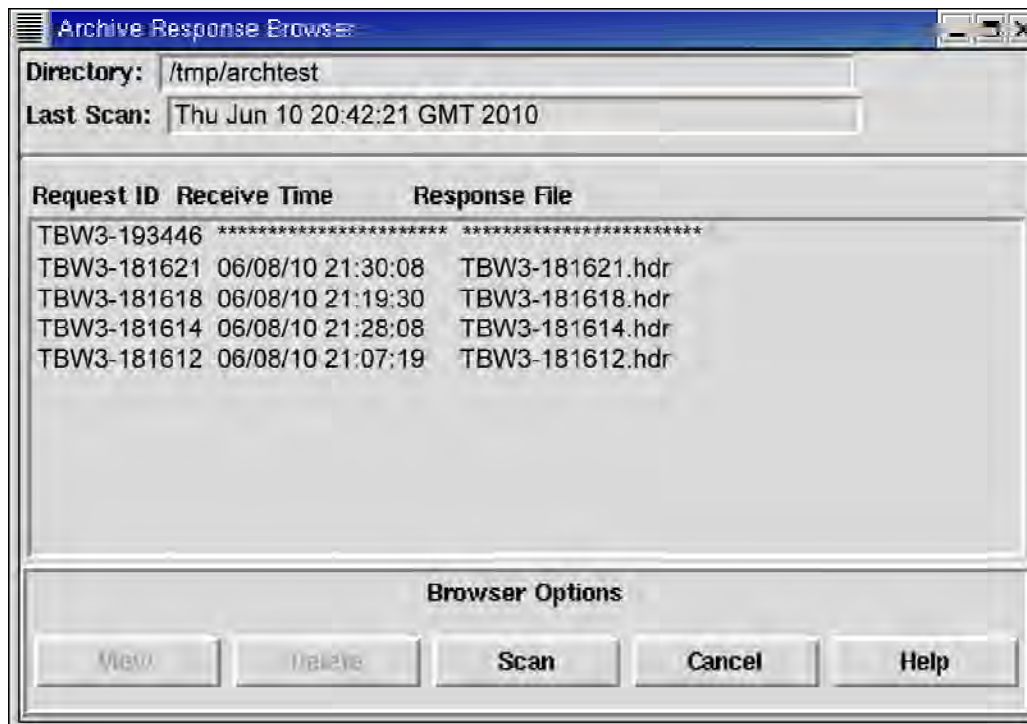 Archive Response Browser
Directory: /tmp/archtest
Last Scan: Thu Jun 10 20:42:21 GMT 2010
Request ID Receive Time Response File
TBW3-193446 *********************** ************************
TBW3-181621 06/08/10 21:30:08 TBW3-181621.hdr
TBW3-181618 06/08/10 21:19:30 TBW3-181618.hdr
TBW3-181614 06/08/10 21:28:08 TBW3-181614.hdr
TBW3-181612 06/08/10 21:07:19 TBW3-181612.hdr
Browser Options
View Delete Scan Cancel Help